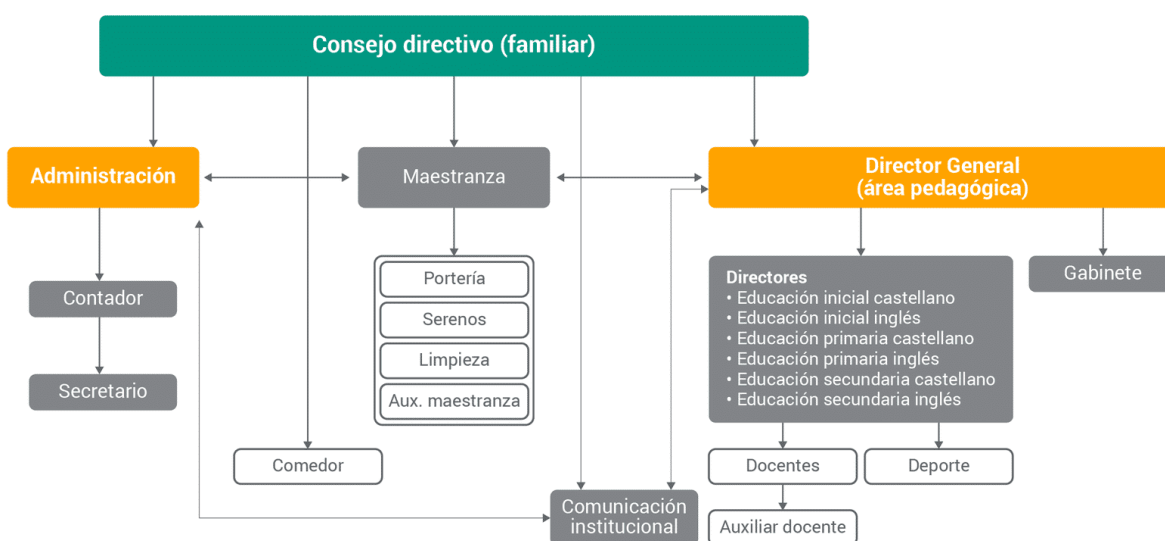 Consejo directivo (familiar)
Administración
Maestranza
Director General
(área pedagógica)
Contador
Secretario
Portería
Serenos
Limpieza
Aux. maestranza
Comedor
Comunicación
institucional
Directores
• Educación inicial castellano
• Educación inicial inglés
• Educación primaria castellano
• Educación primaria inglés
• Educación secundaria castellano
• Educación secundaria inglés
Gabinete
Docentes
Deporte
Auxiliar docente